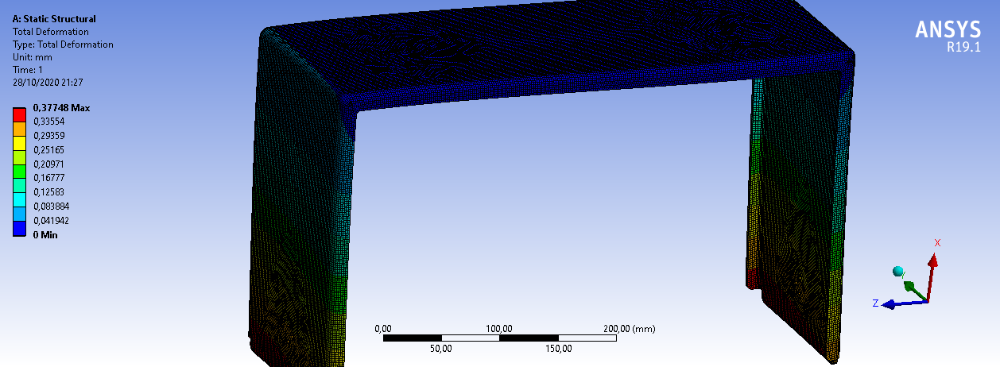 A: Static Structural
Total Deformation
Type: Total Deformation
Unit: mm
Time: 1
28/10/2020 21:27
0,37748 Max
0,33554
0,29359
0,25165
0,20971
0,16777
0,12583
0,083884
0,041942
0 Min
ANSYS
R19.1
X
Y
Z
0,00 100,00 200,00 (mm)
50,00 150,00